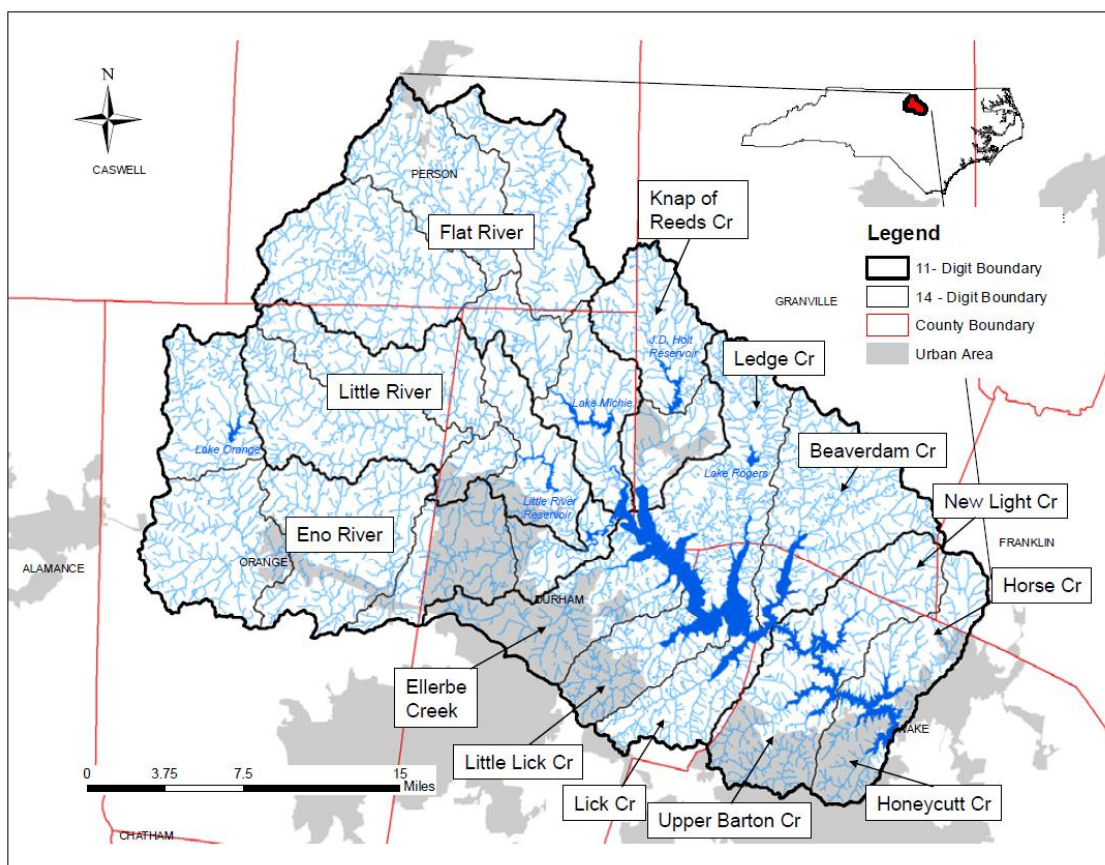 N
CASWELL
PERSON
Flat River
Knap of
Reeds Cr
Legend
11- Digit Boundary
14 - Digit Boundary
County Boundary
Urban Area
GRANVILLE
J.D. Holt
Reservoir
Ledge Cr
Little River
Lake Michie
Lake Orange
Lake Rogers
Beaverdam Cr
Little River
Reservoir
New Light Cr
Eno River
FRANKLIN
ALAMANCE
ORANGE
Horse Cr
DURHAM
Ellerbe
Creek
WAKE
Little Lick Cr
0 3.75 7.5 15
Miles
Lick Cr
Upper Barton Cr
Honeycutt Cr
CHATHAM